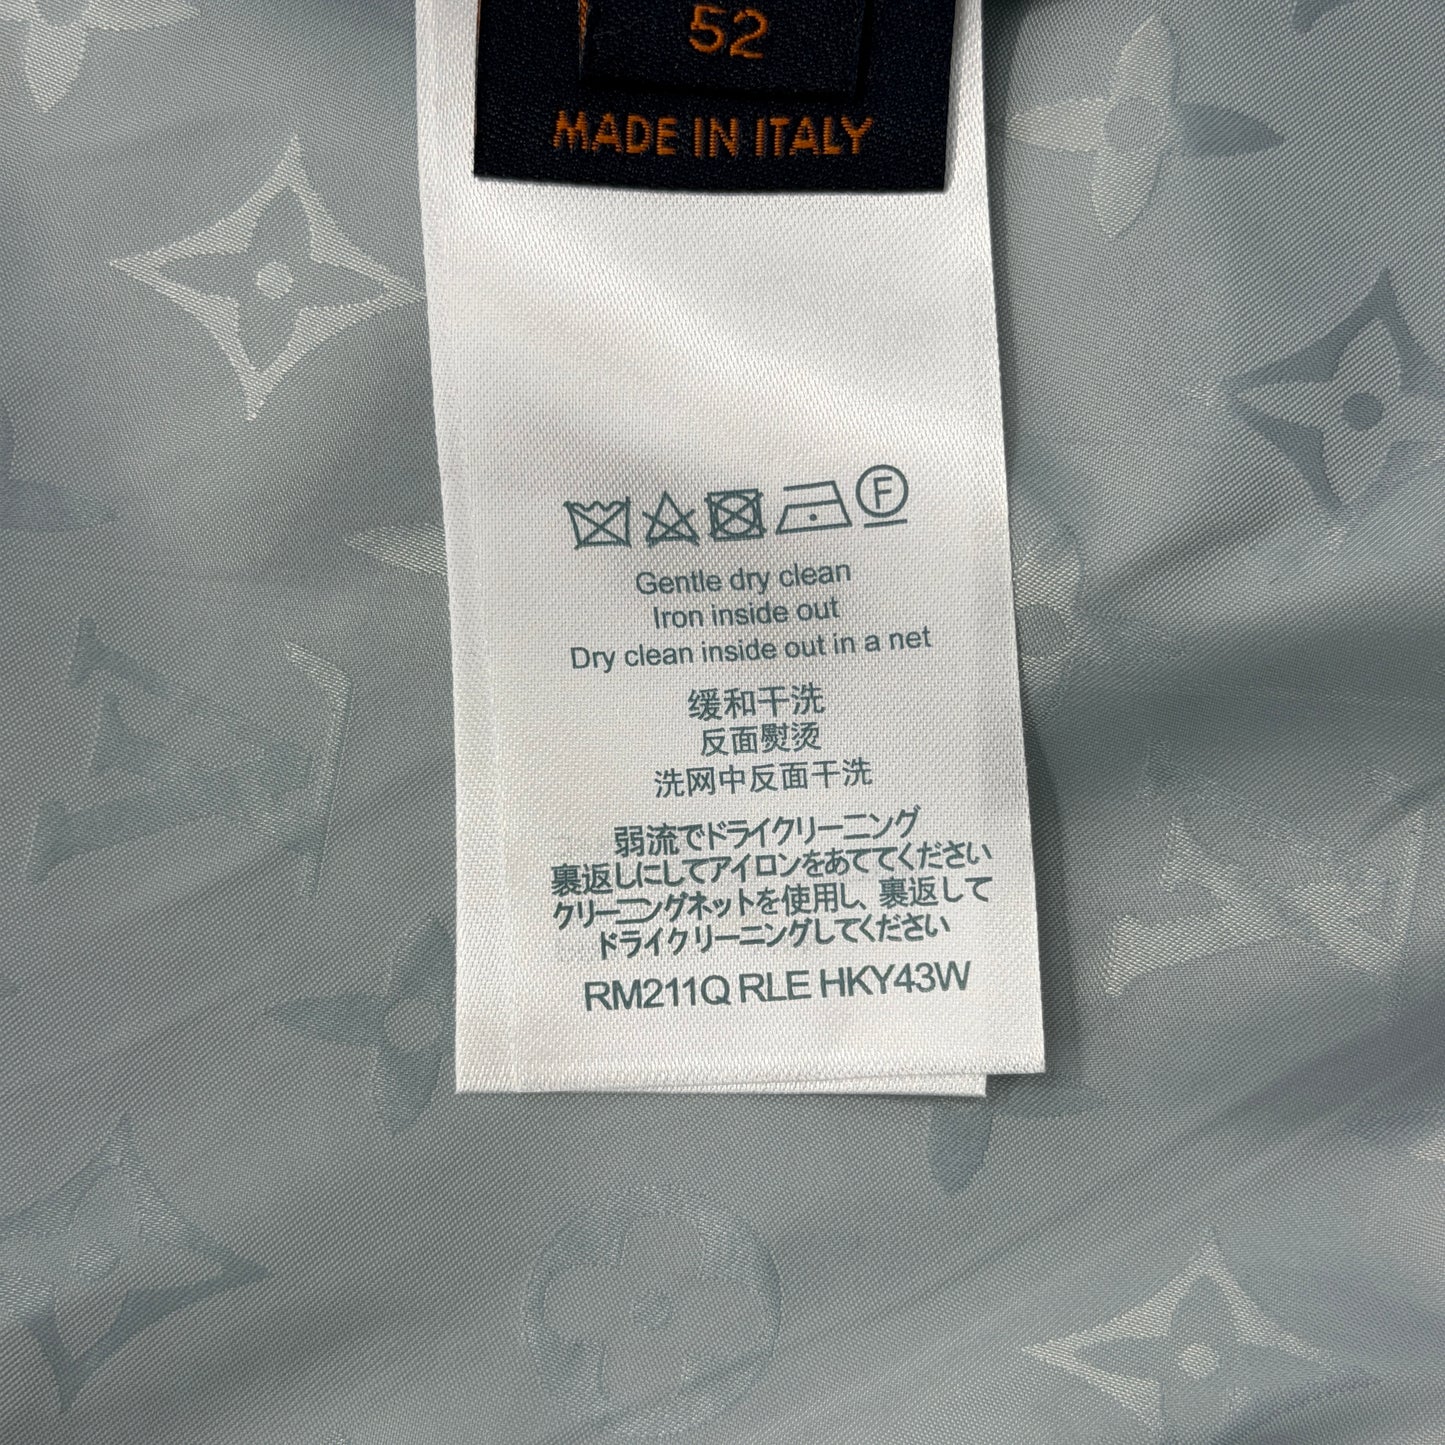 52
MADE IN ITALY
F
Gentle dry clean
Iron inside out
Dry clean inside out in a net
缓和干洗
反面熨烫
洗网中反面干洗
弱流でドライクリーニング
裏返しにしてアイロンをあててください
クリーニングネットを使用し、裏返して
ドライクリーニングしてください
RM211Q RLE HKY43W